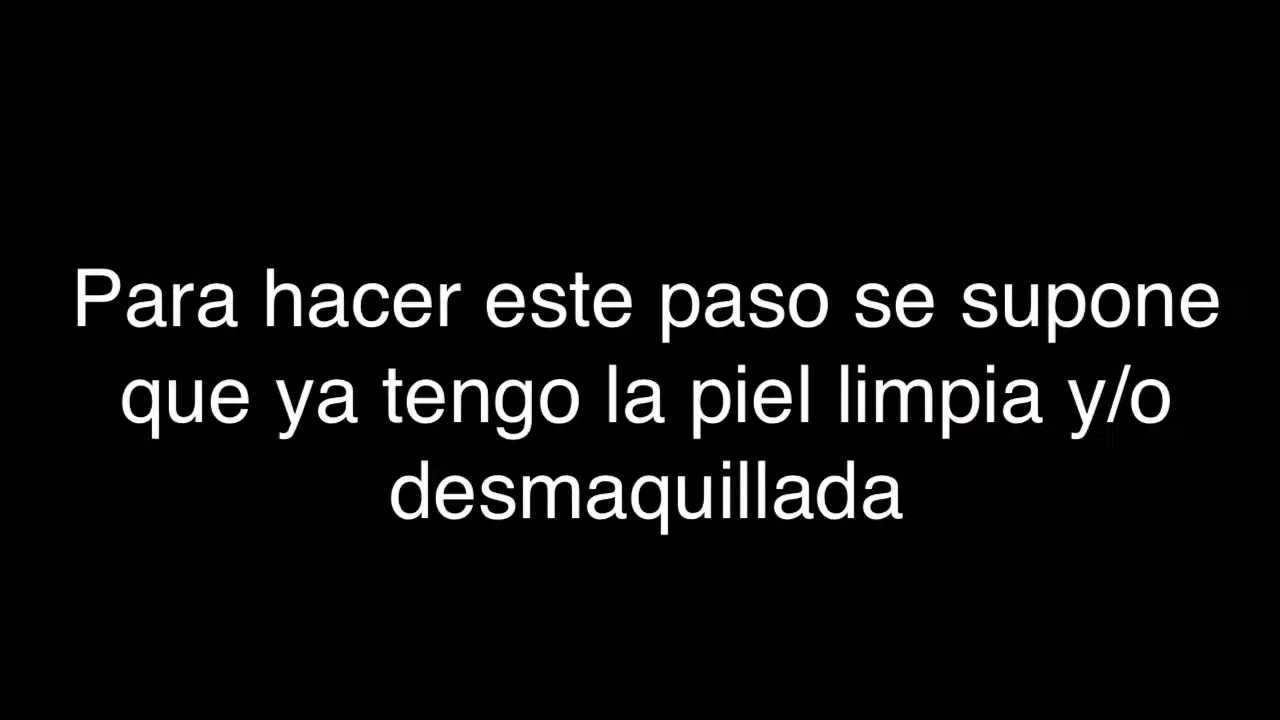 Para hacer este paso se supone
que ya tengo la piel limpia y/o
desmaquillada